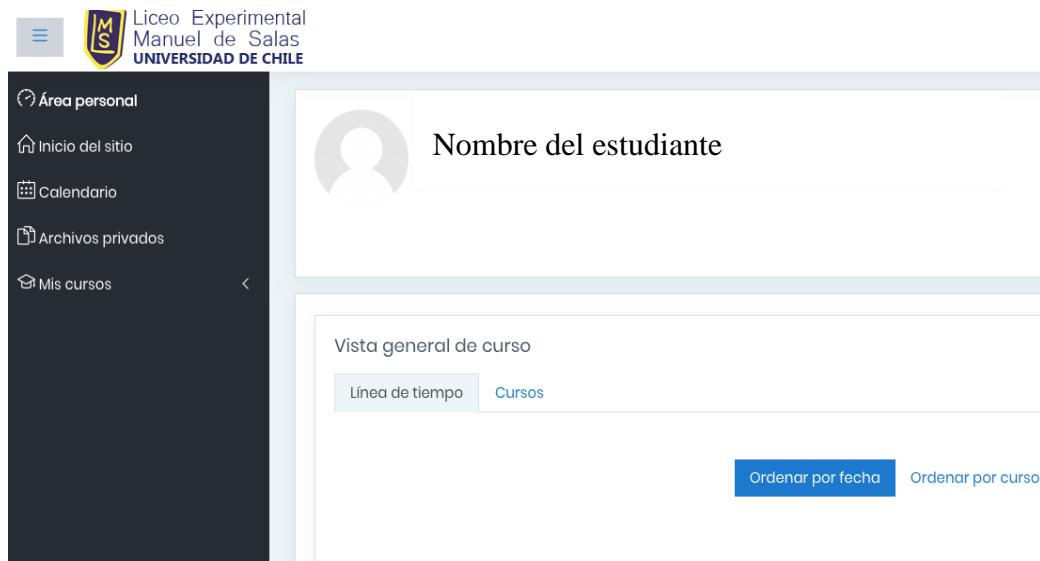 MS
Liceo Experimental
Manuel de Salas
UNIVERSIDAD DE CHILE
Área personal
Inicio del sitio
Calendario
Archivos privados
Mis cursos
Nombre del estudiante
Vista general de curso
Línea de tiempo
Cursos
Ordenar por fecha
Ordenar por curso